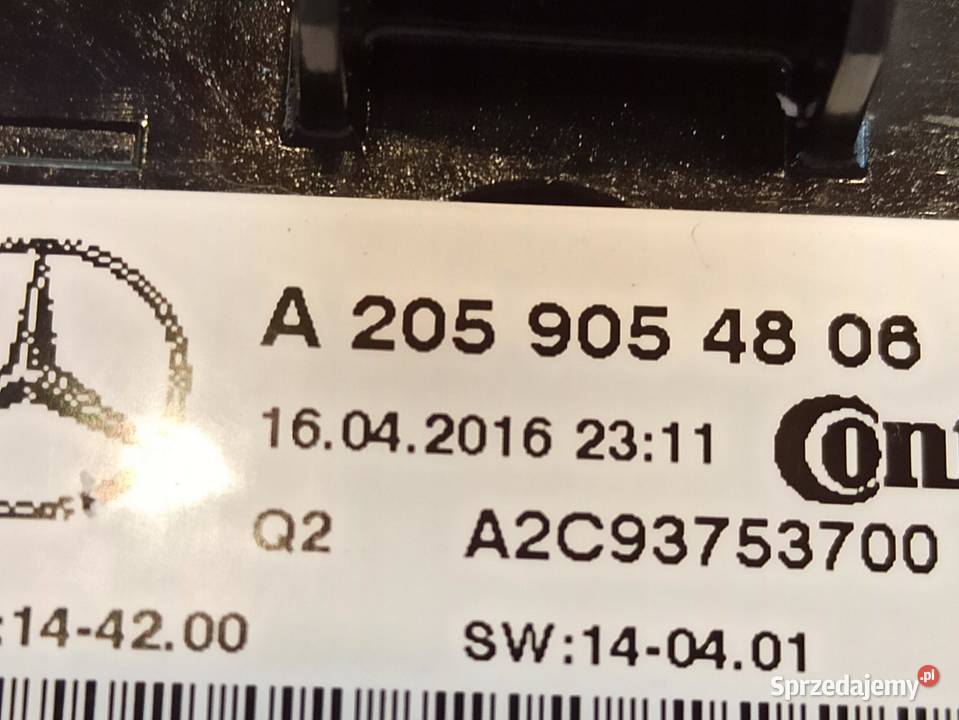 A 205 905 48 06
16.04.2016 23:11
Q2 A2C93753700
:14-42.00 SW:14-04.01
Sprzedajemy.pl